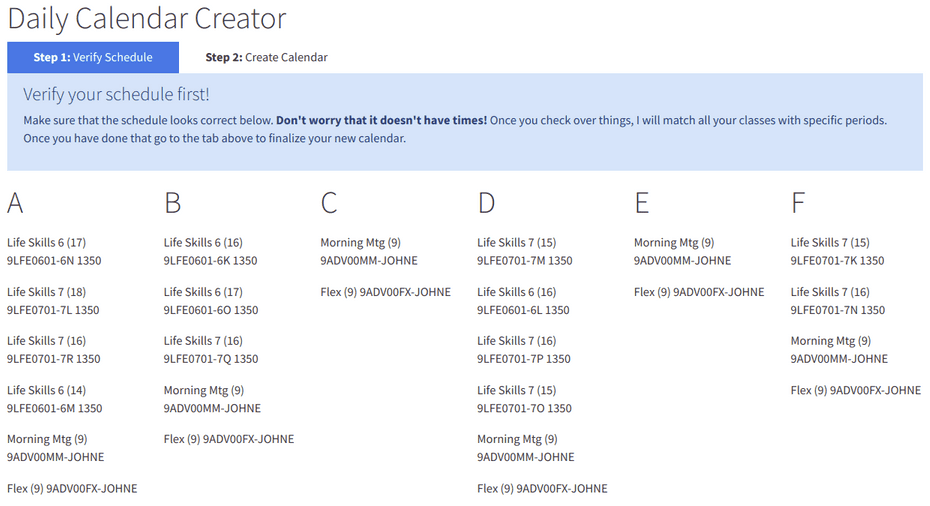 Daily Calendar Creator
Step 1: Verify Schedule
Step 2: Create Calendar
Verify your schedule first!
Make sure that the schedule looks correct below. Don't worry that it doesn't have times! Once you check over things, I will match all your classes with specific periods.
Once you have done that go to the tab above to finalize your new calendar.
A
Life Skills 6 (17)
9LFE0601-6N 1350
Life Skills 7 (18)
9LFE0701-7L 1350
Life Skills 7 (16)
9LFE0701-7R 1350
Life Skills 6 (14)
9LFE0601-6M 1350
Morning Mtg (9)
9ADV00MM-JOHNE
Flex (9) 9ADV00FX-JOHNE
B
Life Skills 6 (16)
9LFE0601-6K 1350
Life Skills 6 (17)
9LFE0601-6O 1350
Life Skills 7 (16)
9LFE0701-7Q 1350
Morning Mtg (9)
9ADV00MM-JOHNE
Flex (9) 9ADV00FX-JOHNE
C
Morning Mtg (9)
9ADV00MM-JOHNE
Flex (9) 9ADV00FX-JOHNE
D
Life Skills 7 (15)
9LFE0701-7M 1350
Life Skills 6 (16)
9LFE0601-6L 1350
Life Skills 7 (16)
9LFE0701-7P 1350
Life Skills 7 (15)
9LFE0701-7O 1350
Morning Mtg (9)
9ADV00MM-JOHNE
Flex (9) 9ADV00FX-JOHNE
E
Morning Mtg (9)
9ADV00MM-JOHNE
Flex (9) 9ADV00FX-JOHNE
F
Life Skills 7 (15)
9LFE0701-7K 1350
Life Skills 7 (16)
9LFE0701-7N 1350
Morning Mtg (9)
9ADV00MM-JOHNE
Flex (9) 9ADV00FX-JOHNE